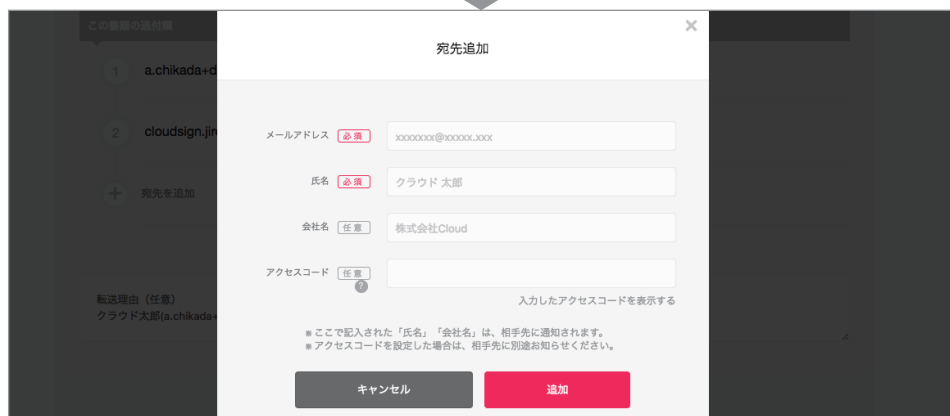 この書類の送付順
宛先追加
×
1 a.chikada+d
2 cloudsign.jir
+ 宛先を追加
メールアドレス 必須 xxxxxxx@xxxxx.xxx
氏名 必須 クラウド 太郎
会社名 任意 株式会社Cloud
アクセスコード 任意
?
入力したアクセスコードを表示する
転送理由（任意）
クラウド太郎(a.chikada+
※ここで記入された「氏名」「会社名」は、相手先に通知されます。
※アクセスコードを設定した場合は、相手先に別途お知らせください。
キャンセル 追加